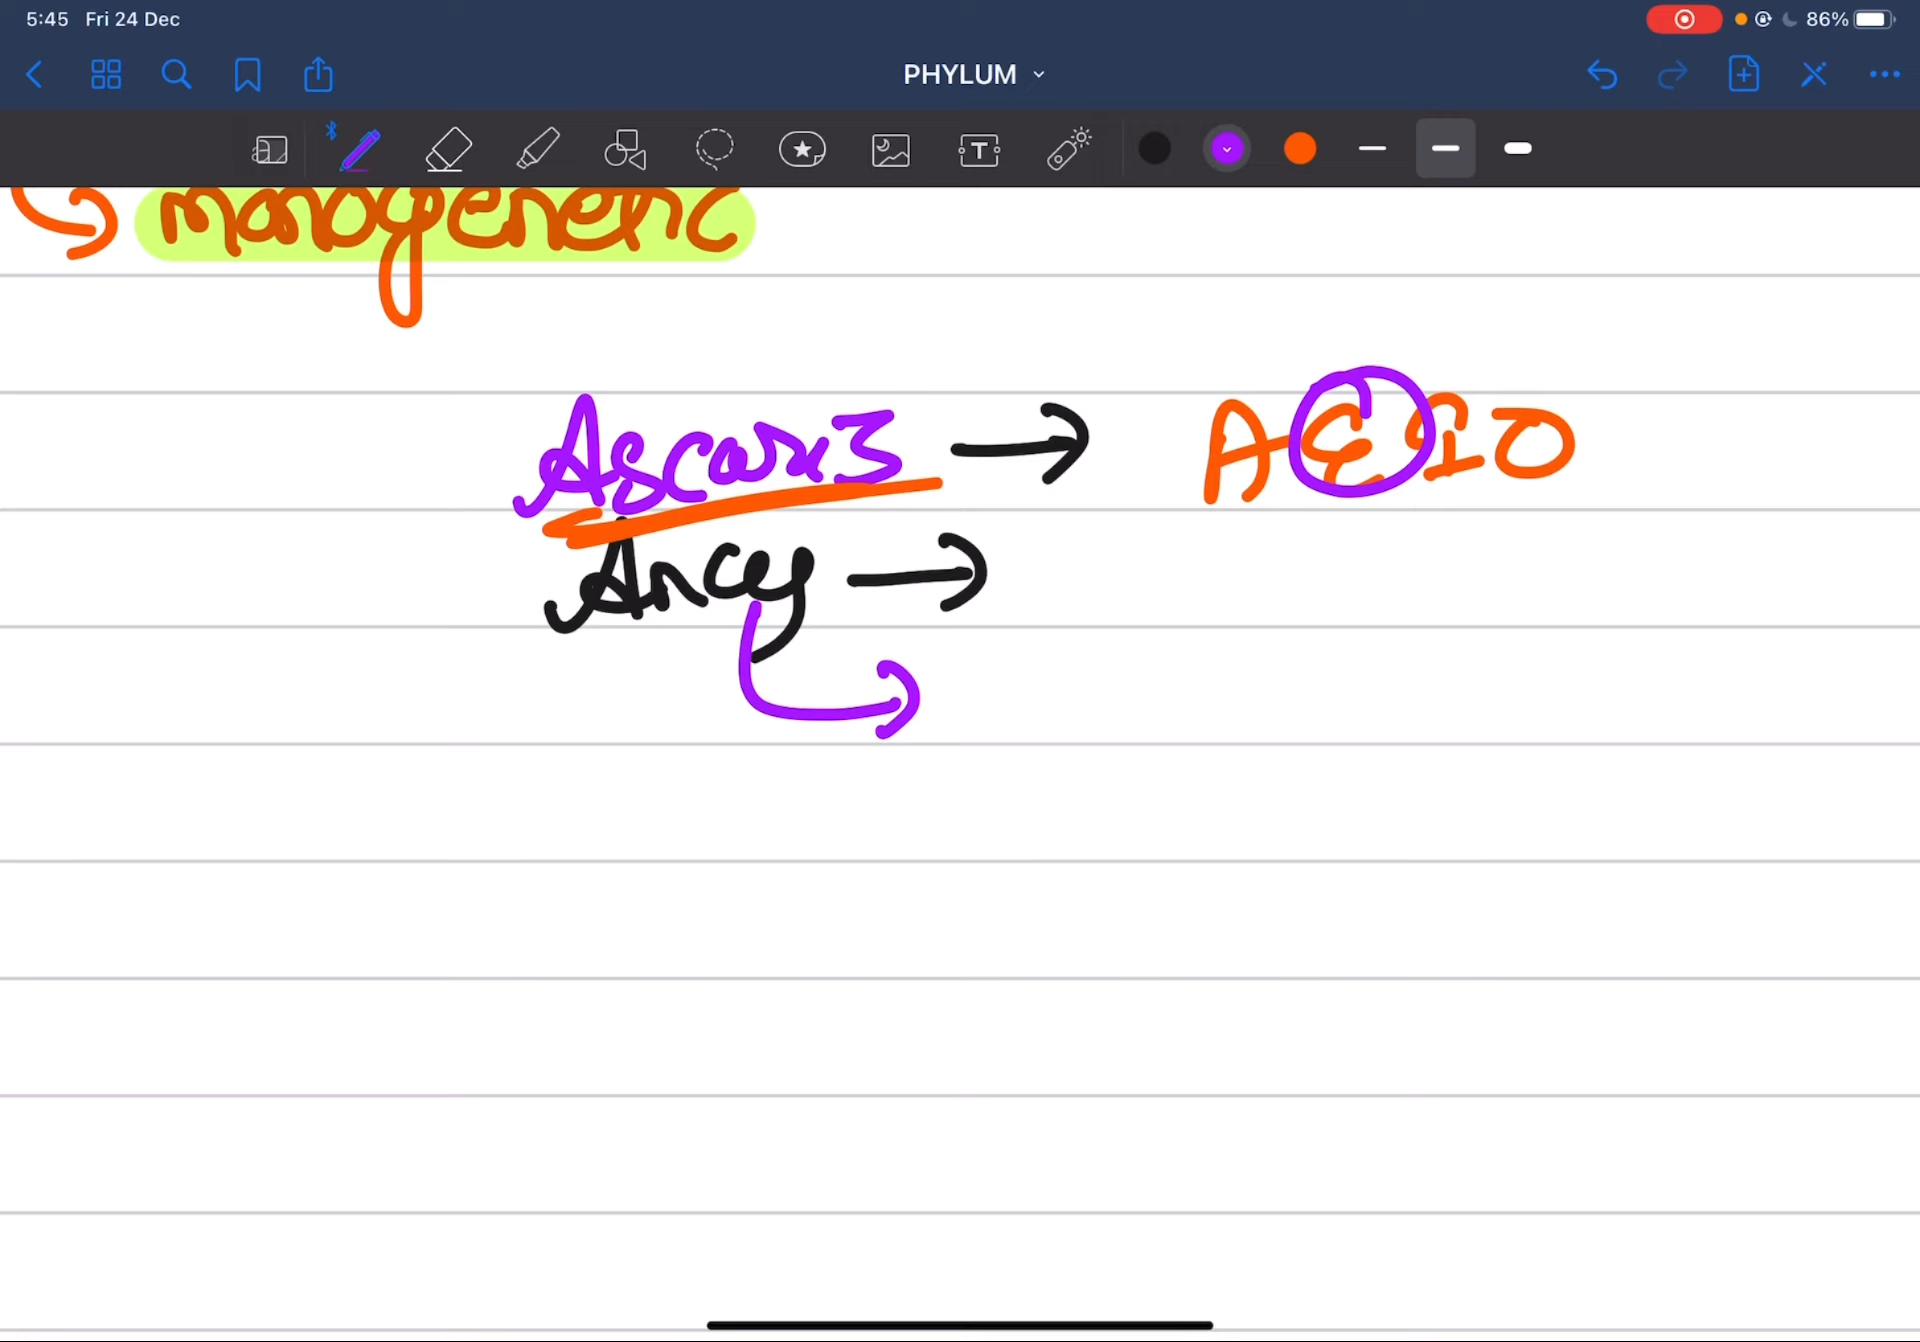 5:45 Fri 24 Dec 86%
PHYLUM
monogenetic
Ascaris → AEIO
Ancy →